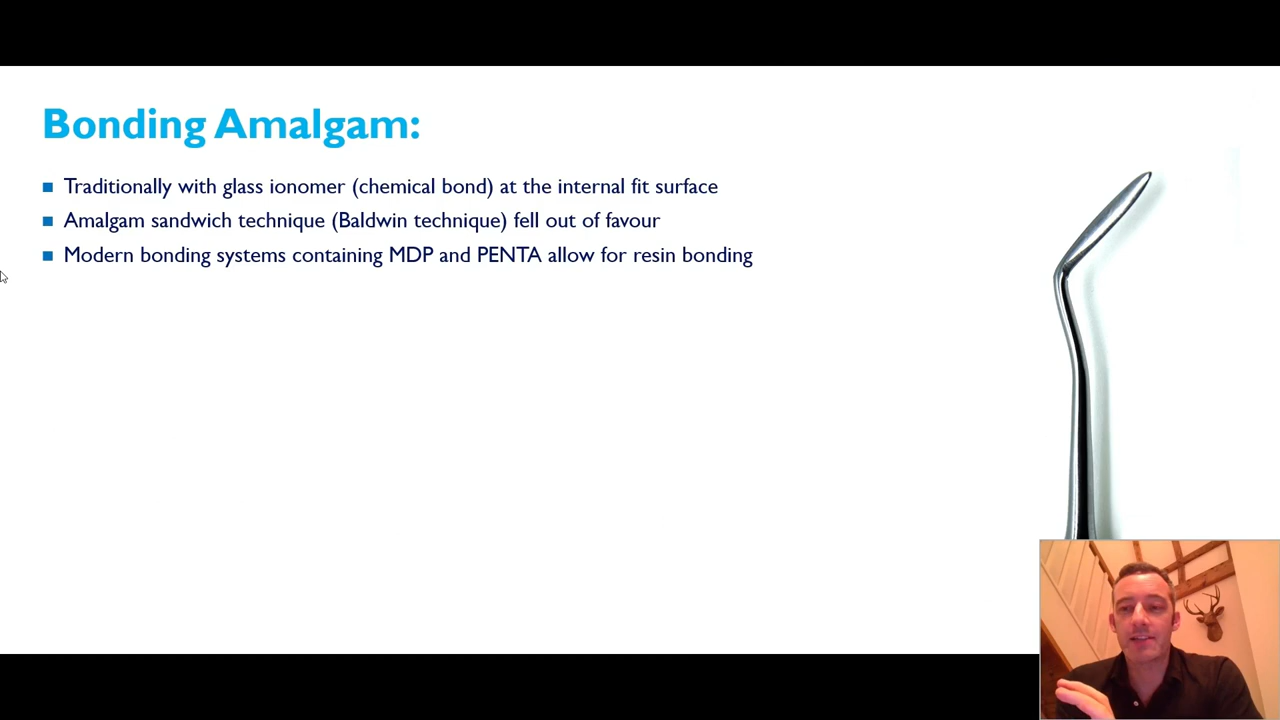 Bonding Amalgam:
Traditionally with glass ionomer (chemical bond) at the internal fit surface
Amalgam sandwich technique (Baldwin technique) fell out of favour
Modern bonding systems containing MDP and PENTA allow for resin bonding